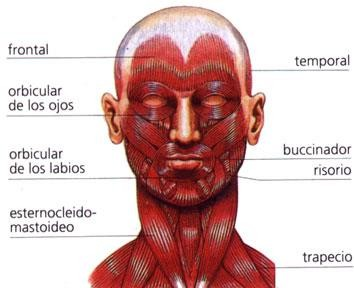 frontal
orbicular
de los ojos
orbicular
de los labios
esternocleido-
mastoideo
temporal
buccinador
risorio
trapecio